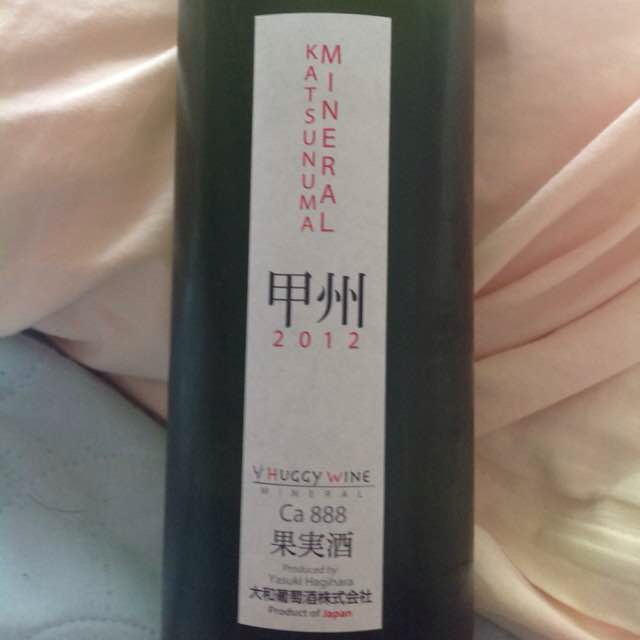 KATSUNUMA
MINERAL
甲州
2012
HUGGY WINE
MINERAL
Ca 888
果実酒
Produced by
Yasuki Hagihara
大和葡萄酒株式会社
Product of Japan